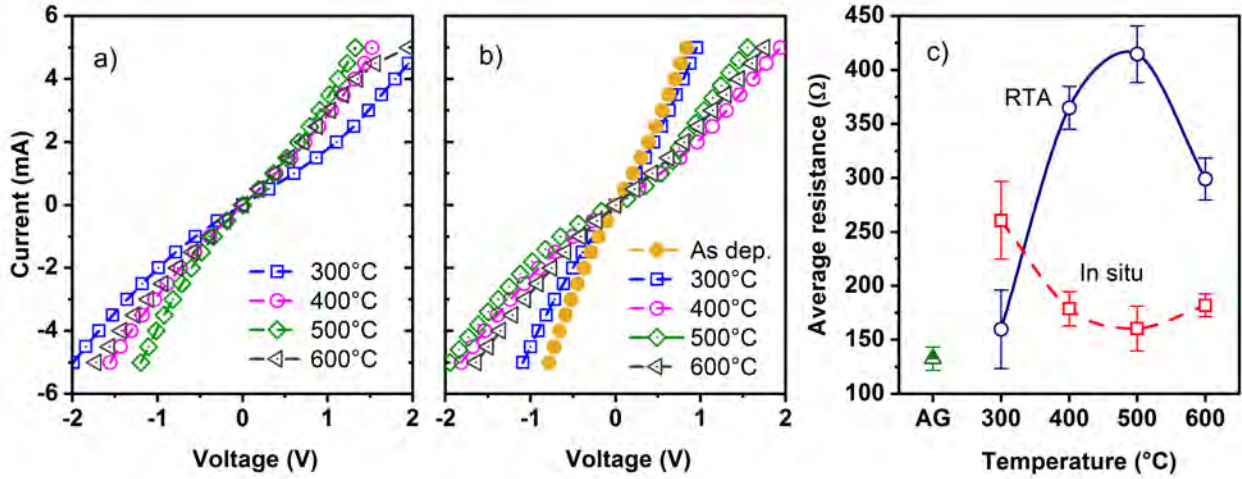 a)
5
4
2
0
-2
-4
-6
Current (mA)
300°C
400°C
500°C
600°C
-2
-1
0
1
2
Voltage (V)
b)
As dep.
300°C
400°C
500°C
600°C
-2
-1
0
1
2
Voltage (V)
c)
450
400
350
300
250
200
150
100
Average resistance (Ω)
RTA
In situ
AG
300
400
500
600
Temperature (°C)